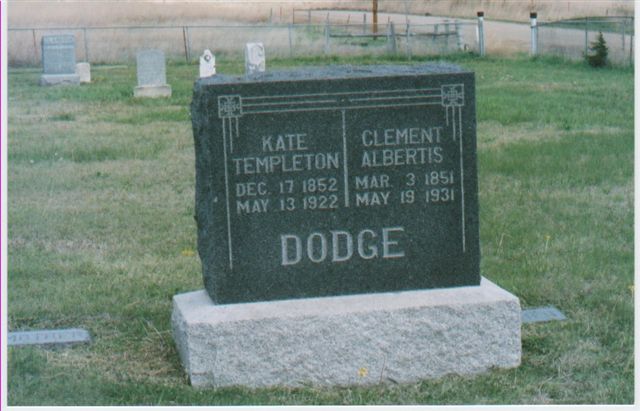 KATE
TEMPLETON
DEC. 17 1852
MAY 13 1922
CLEMENT
ALBERTIS
MAR. 3 1851
MAY 19 1931
DODGE